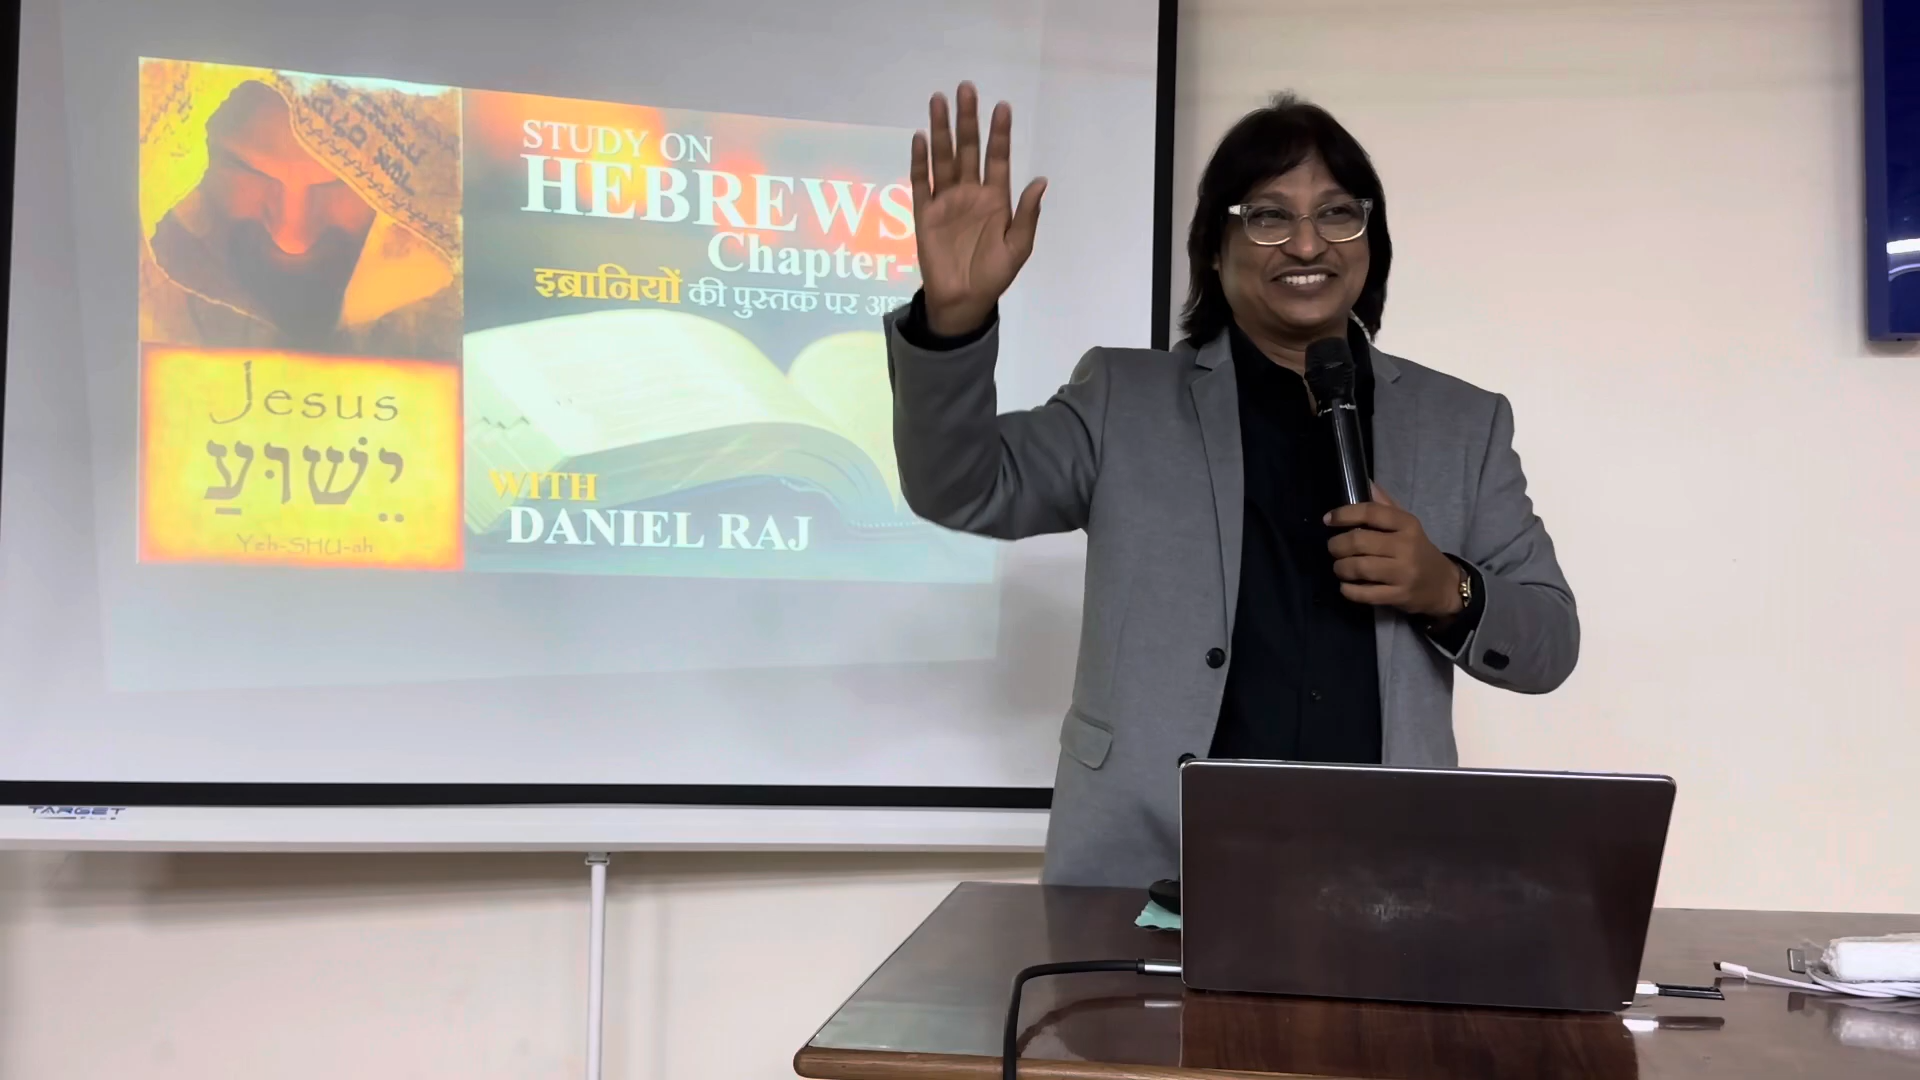 Jesus
יֵשׁוּעַ
Yeh-SHU-ah
STUDY ON
HEBREWS
Chapter-
इब्रानियों की पुस्तक पर
WITH
DANIEL RAJ
TARGET